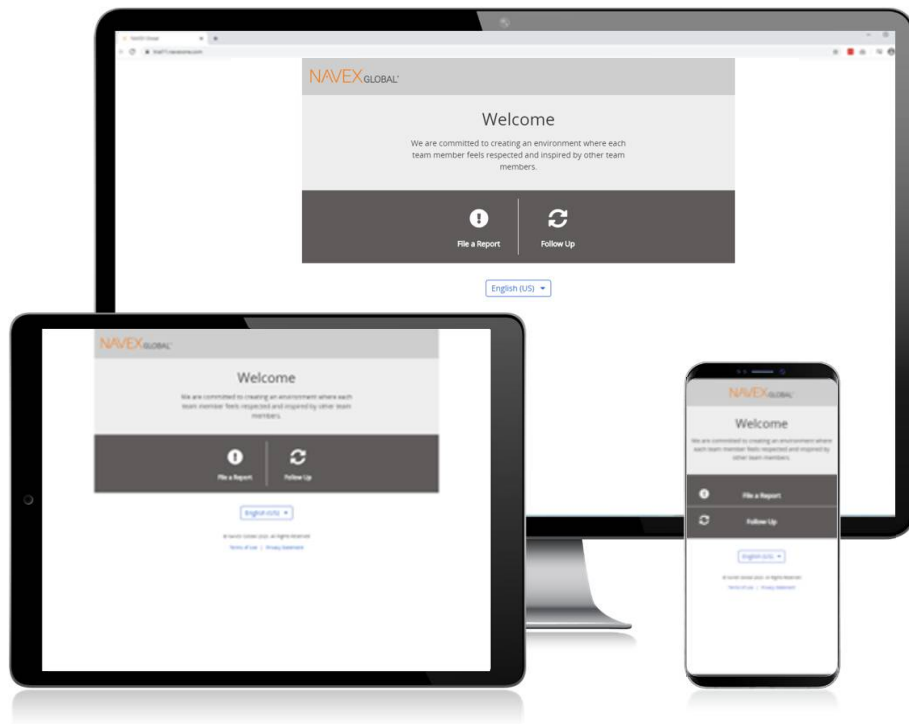 NAVEX GLOBAL
Welcome
We are committed to creating an environment where each
team member feels respected and inspired by other team
members.
File a Report
Follow Up
English (US)
NAVEX GLOBAL
Welcome
We are committed to creating an environment where each
team member feels respected and inspired by other team
members.
File a Report
Follow Up
English (US)
Terms of Use | Privacy Statement
NAVEX GLOBAL
Welcome
We are committed to creating an environment where
each team member feels respected and inspired by
other team members.
File a Report
Follow Up
English (US)
Terms of Use | Privacy Statement